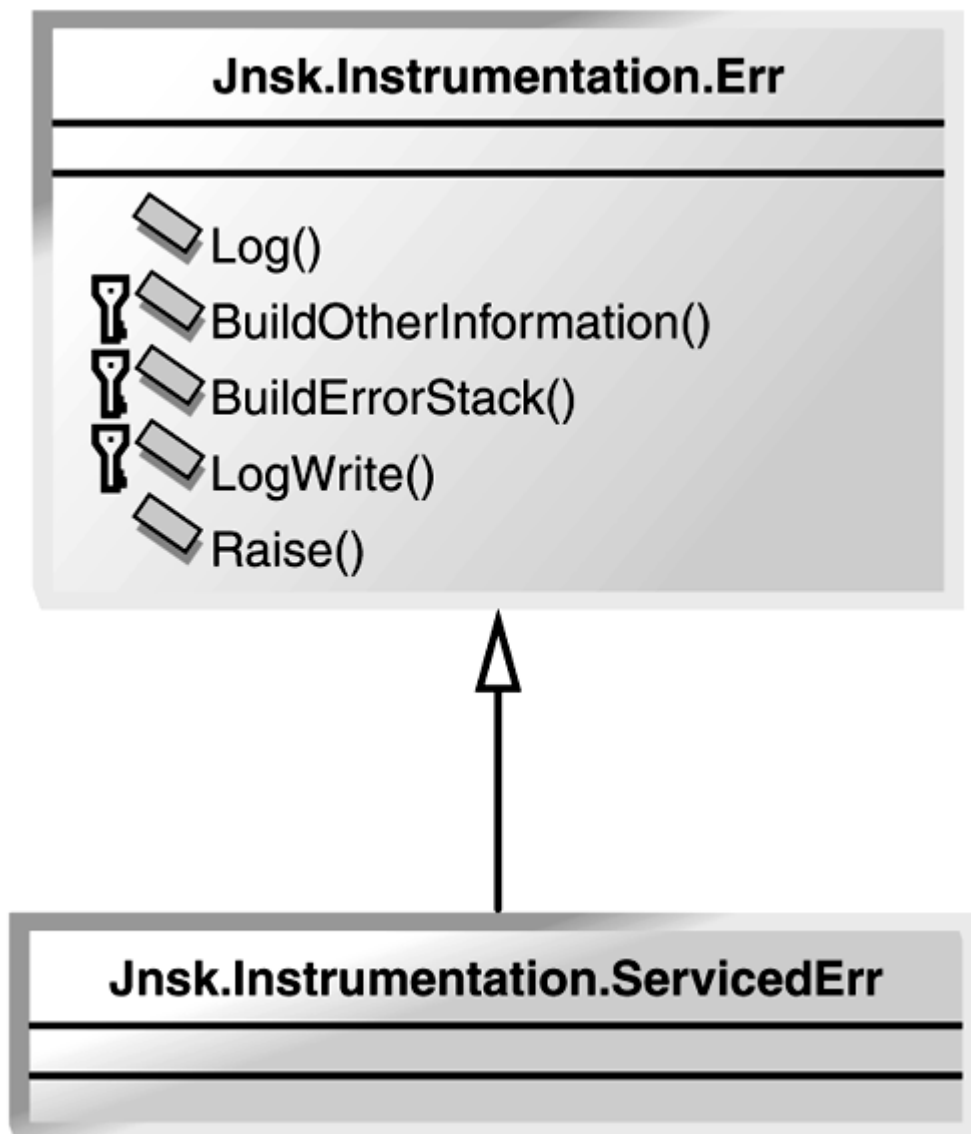 Jnsk.Instrumentation.Err
Log()
BuildOtherInformation()
BuildErrorStack()
LogWrite()
Raise()
Jnsk.Instrumentation.ServicedErr